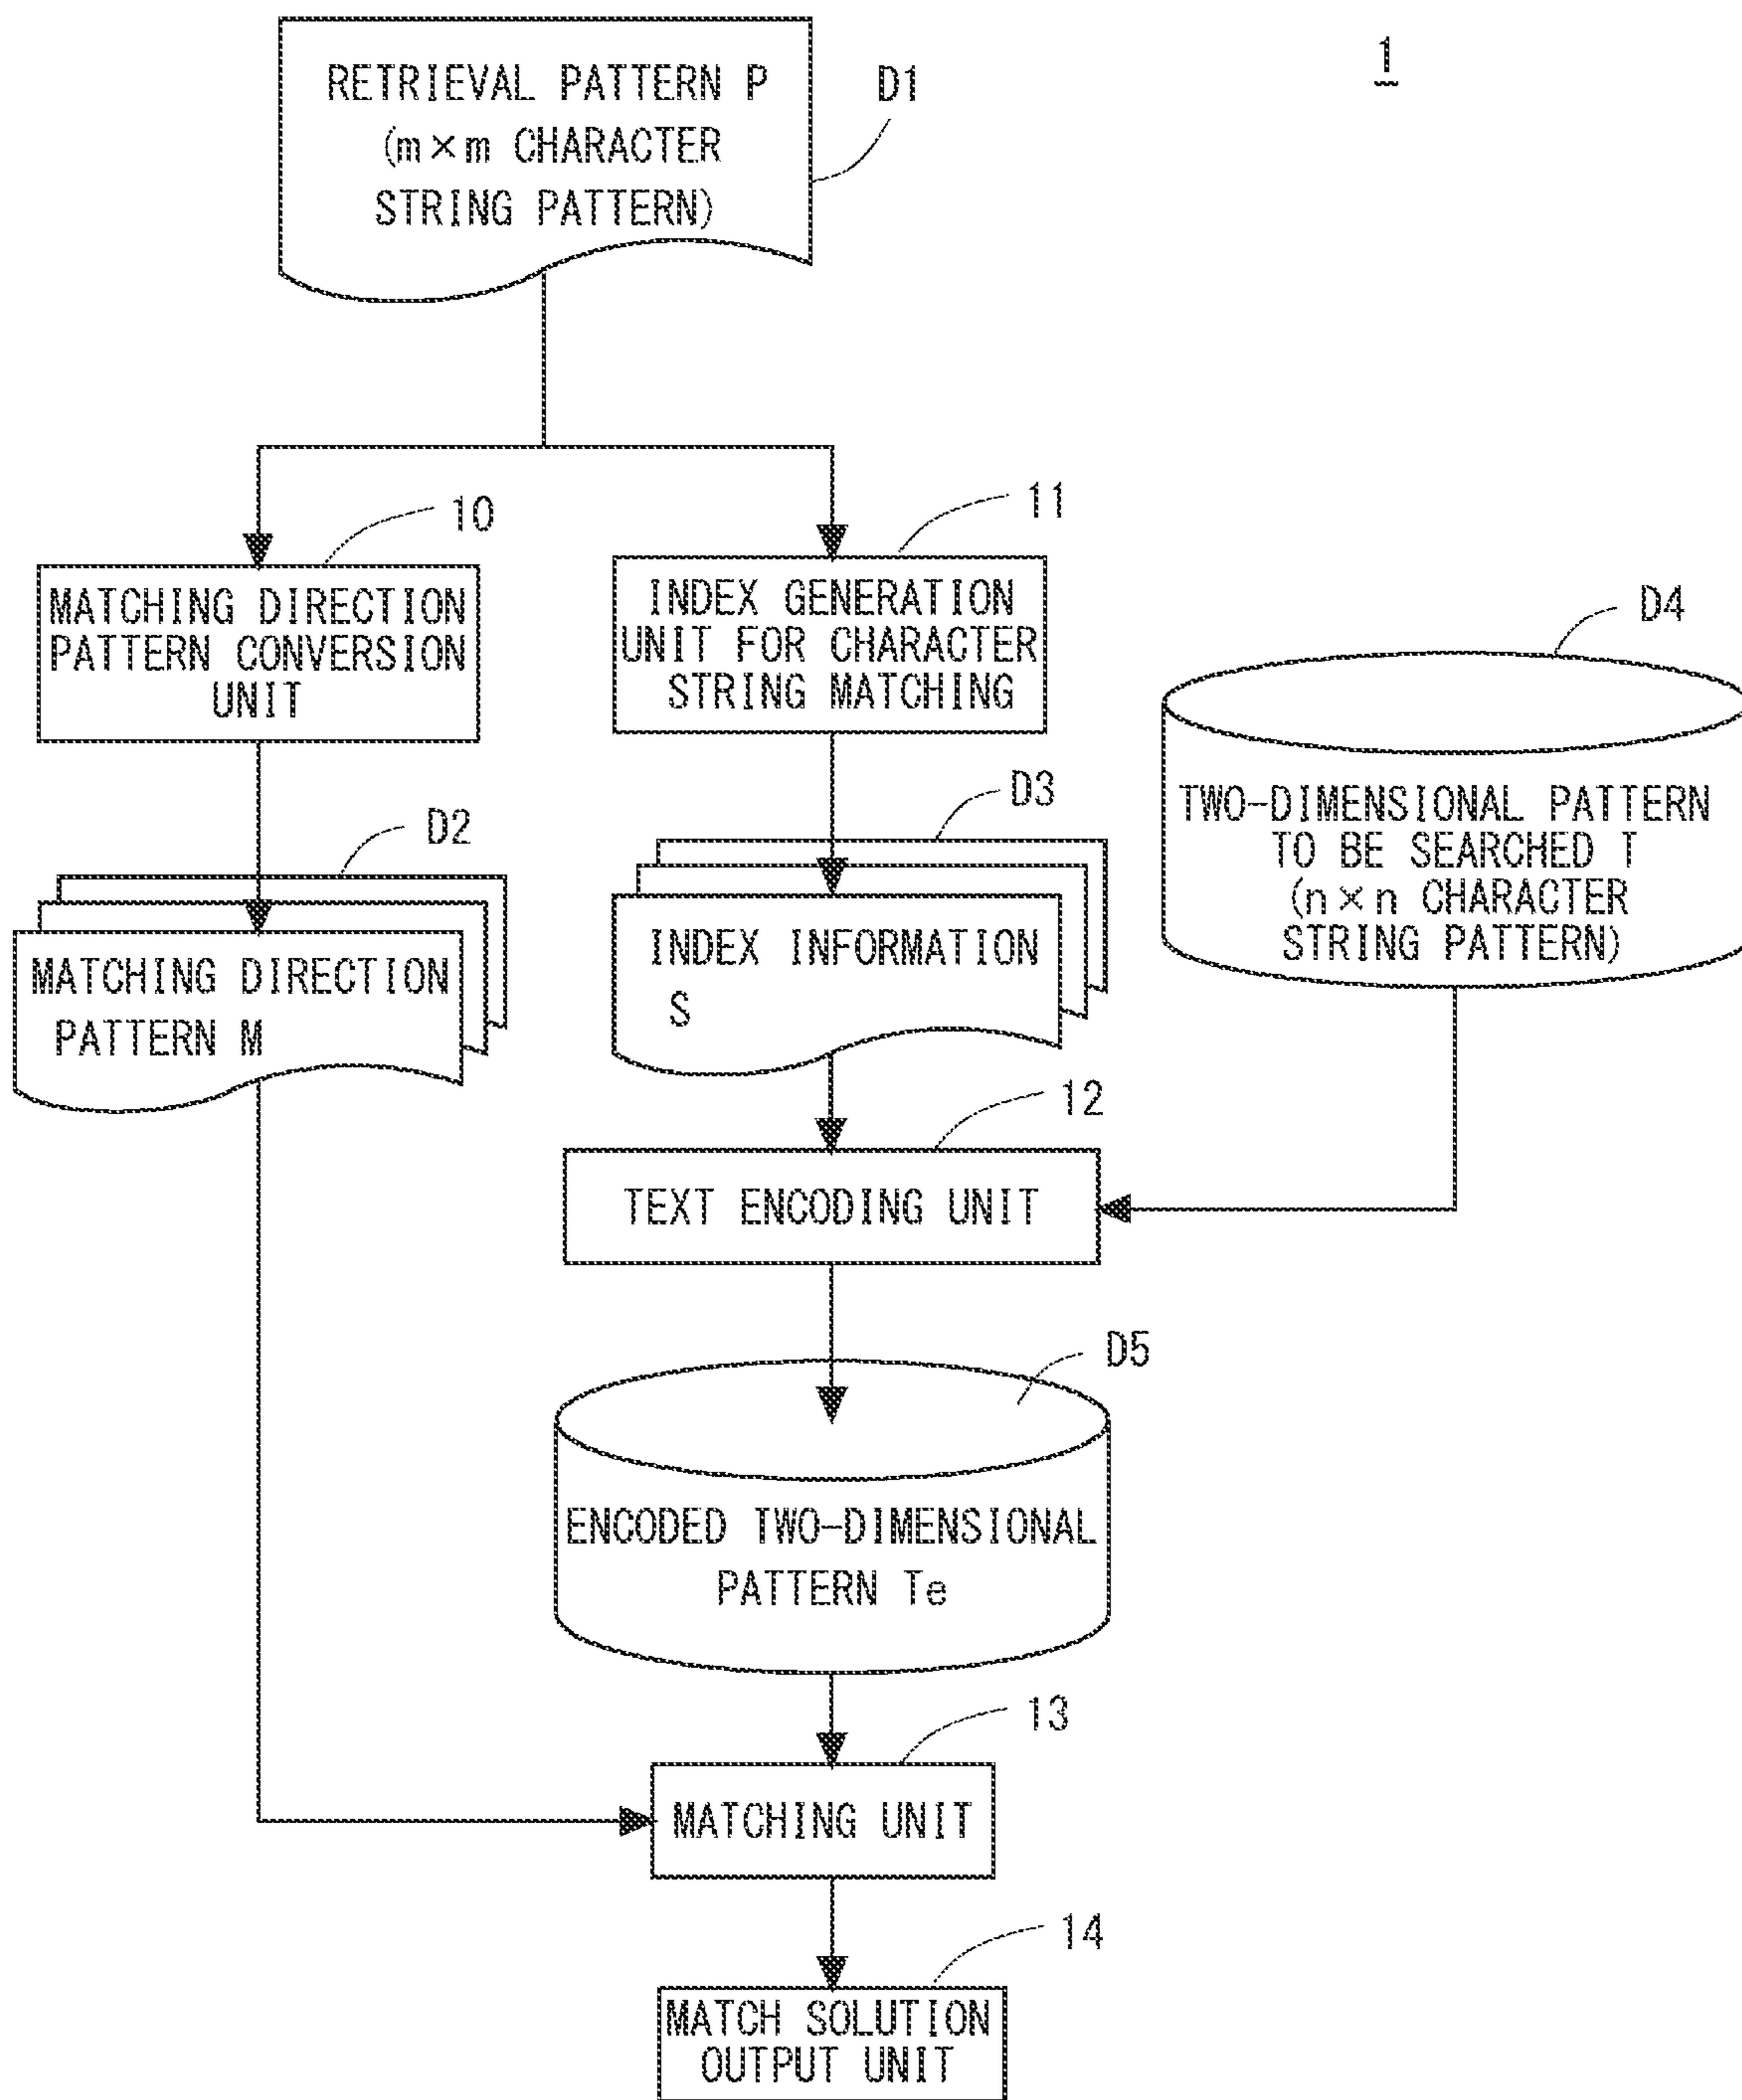 1
RETRIEVAL PATTERN P
(m×m CHARACTER
STRING PATTERN)
D1
10
MATCHING DIRECTION
PATTERN CONVERSION
UNIT
11
INDEX GENERATION
UNIT FOR CHARACTER
STRING MATCHING
D4
TWO-DIMENSIONAL PATTERN
TO BE SEARCHED T
(n×n CHARACTER
STRING PATTERN)
D2
MATCHING DIRECTION
PATTERN M
D3
INDEX INFORMATION
S
12
TEXT ENCODING UNIT
D5
ENCODED TWO-DIMENSIONAL
PATTERN Te
13
MATCHING UNIT
14
MATCH SOLUTION
OUTPUT UNIT